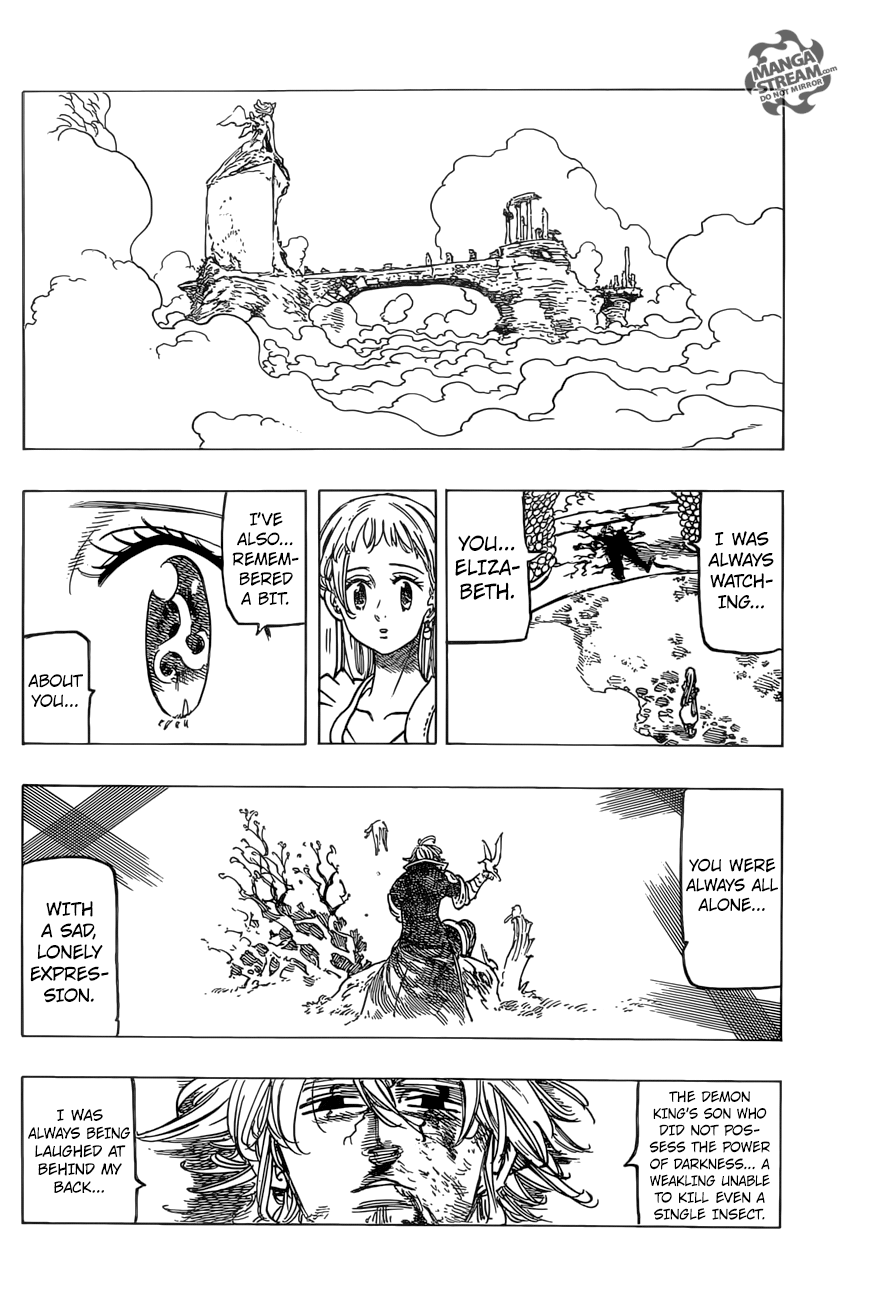 MANGA
STREAM.com
DO NOT MIRROR
I WAS
ALWAYS
WATCH-
ING...
YOU...
ELIZA-
BETH.
I'VE
ALSO...
REMEM-
BERED A
BIT.
ABOUT
YOU...
YOU WERE
ALWAYS ALL
ALONE...
WITH
A SAD,
LONELY
EXPRES-
SION.
THE DEMON
KING'S SON WHO
DID NOT POS-
SESS THE POWER
OF DARKNESS... A
WEAKLING UNABLE
TO KILL EVEN A
SINGLE INSECT.
I WAS
ALWAYS BEING
LAUGHED AT
BEHIND MY
BACK...